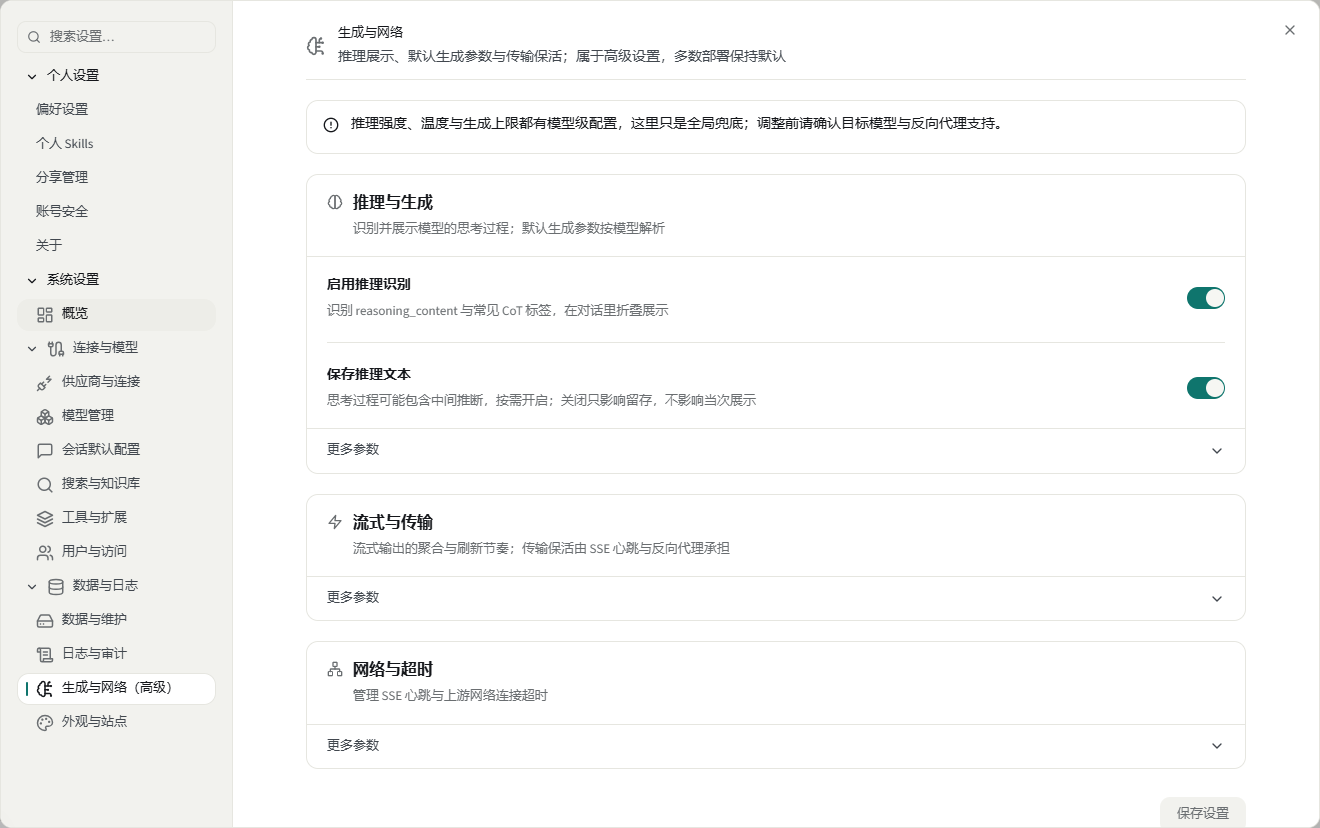 搜索设置...
个人设置
偏好设置
个人 Skills
分享管理
账号安全
关于
系统设置
概览
连接与模型
供应商与连接
模型管理
会话默认配置
搜索与知识库
工具与扩展
用户与访问
数据与日志
数据与维护
日志与审计
生成与网络（高级）
外观与站点
生成与网络
推理展示、默认生成参数与传输保活；属于高级设置，多数部署保持默认
推理强度、温度与生成上限都有模型级配置，这里只是全局兜底；调整前请确认目标模型与反向代理支持。
推理与生成
识别并展示模型的思考过程；默认生成参数按模型解析
启用推理识别
识别 reasoning_content 与常见 CoT 标签，在对话里折叠展示
保存推理文本
思考过程可能包含中间推断，按需开启；关闭只影响留存，不影响当次展示
更多参数
流式与传输
流式输出的聚合与刷新节奏；传输保活由 SSE 心跳与反向代理承担
更多参数
网络与超时
管理 SSE 心跳与上游网络连接超时
更多参数
保存设置